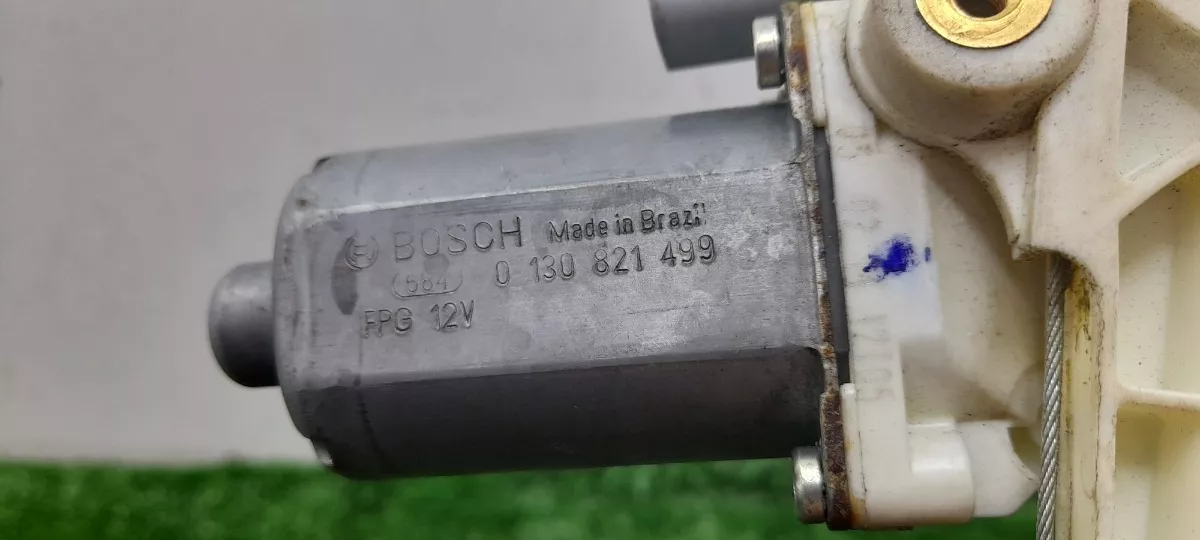 BOSCH Made in Brazil
684 0 130 821 499
FPG 12V